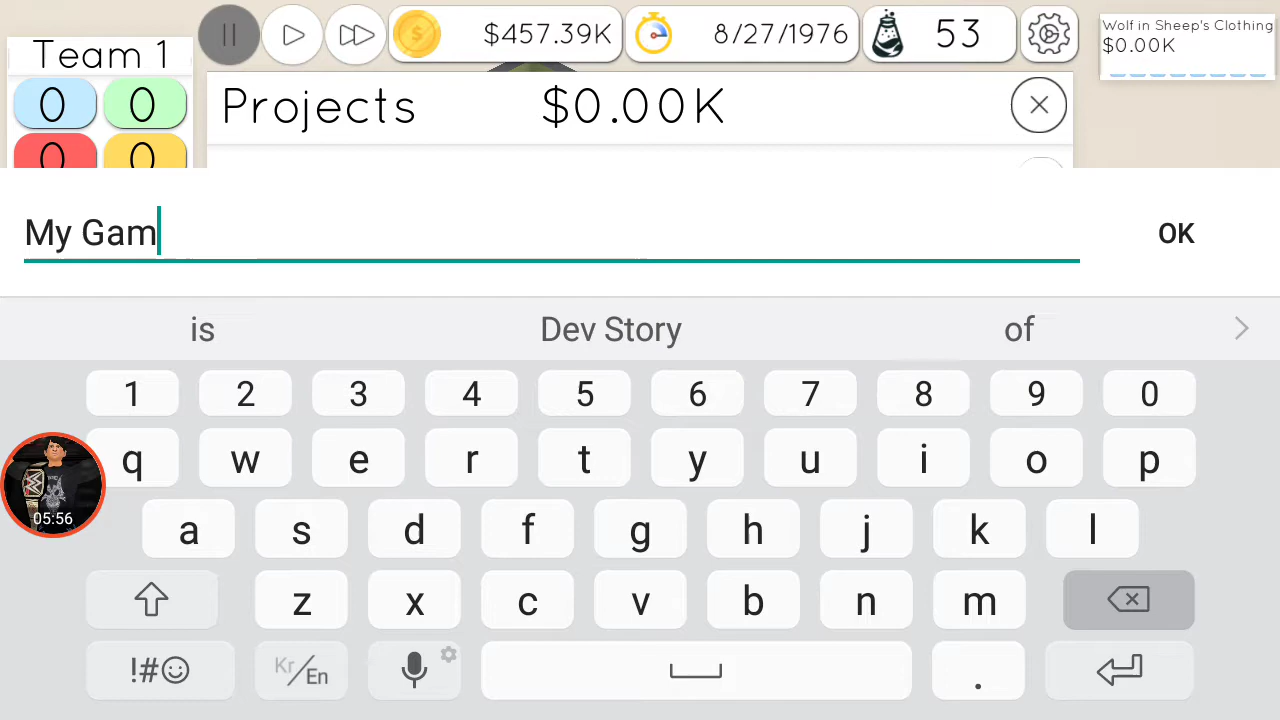 Team 1
0 0
0 0
$457.39K
8/27/1976
53
Wolf in Sheep's Clothing
$0.00K
Projects $0.00K
My Gam
OK
is Dev Story of
1 2 3 4 5 6 7 8 9 0
q w e r t y u i o p
a s d f g h j k l
z x c v b n m
!#☺ Kr/En .
05:56